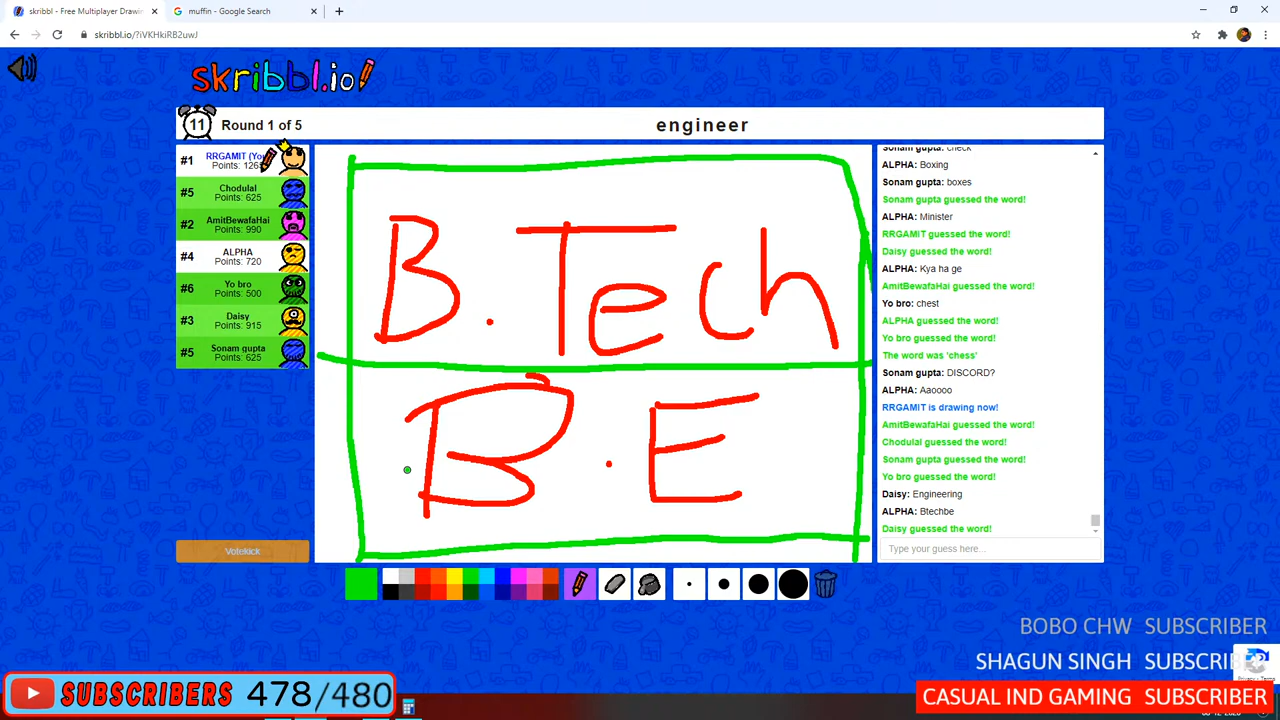 skribbl - Free Multiplayer Drawin
muffin - Google Search
skribbl.io/?iVKHkiRB2uwJ
skribbl.io
11 Round 1 of 5
engineer
#1 RRGAMIT (You
Points: 126
#5 Chodulal
Points: 625
#2 AmitBewafaHai
Points: 990
#4 ALPHA
Points: 720
#6 Yo bro
Points: 500
#3 Daisy
Points: 915
#5 Sonam gupta
Points: 625
Votekick
B.Tech
B.E
Sonam gupta: check
ALPHA: Boxing
Sonam gupta: boxes
Sonam gupta guessed the word!
ALPHA: Minister
RRGAMIT guessed the word!
Daisy guessed the word!
ALPHA: Kya ha ge
AmitBewafaHai guessed the word!
Yo bro: chest
ALPHA guessed the word!
Yo bro guessed the word!
The word was 'chess'
Sonam gupta: DISCORD?
ALPHA: Aaoooo
RRGAMIT is drawing now!
AmitBewafaHai guessed the word!
Chodulal guessed the word!
Sonam gupta guessed the word!
Yo bro guessed the word!
Daisy: Engineering
ALPHA: Btechbe
Daisy guessed the word!
Type your guess here...
BOBO CHW SUBSCRIBER
SHAGUN SINGH SUBSCRI
Privacy - Terms
CASUAL IND GAMING SUBSCRIBER
SUBSCRIBERS 478/480